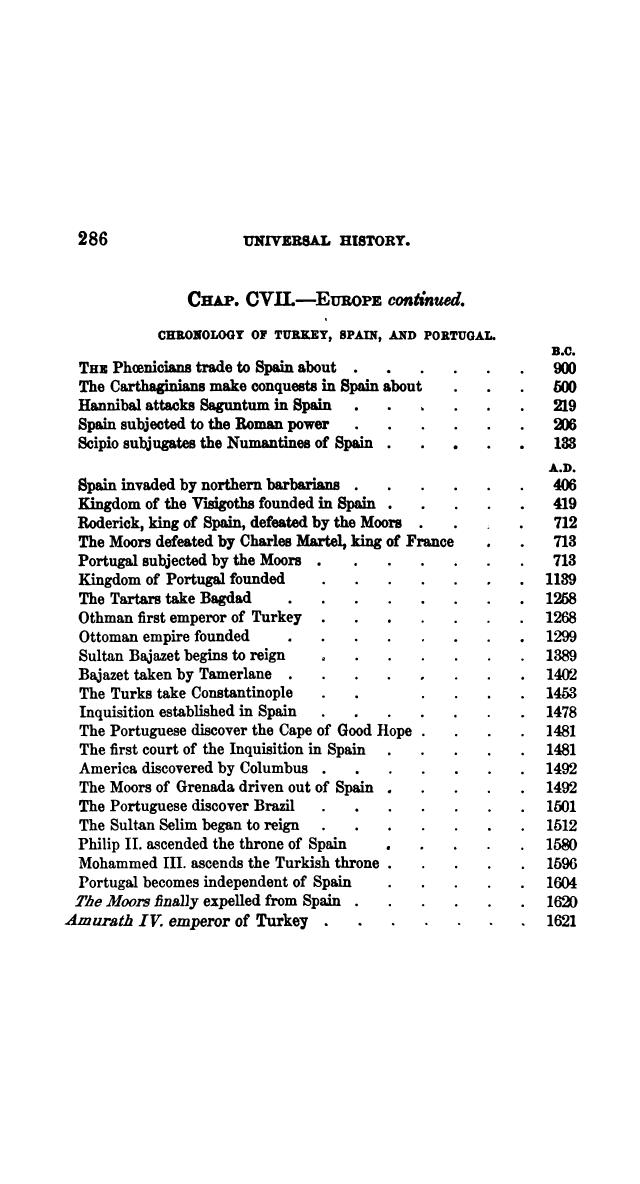 286 UNIVERSAL HISTORY.
CHAP. CVII.—EUROPE continued.
CHRONOLOGY OF TURKEY, SPAIN, AND PORTUGAL.
B.C.
THE Phœnicians trade to Spain about . . . . . . 900
The Carthaginians make conquests in Spain about . . . 500
Hannibal attacks Saguntum in Spain . . . . . . 219
Spain subjected to the Roman power . . . . . . 206
Scipio subjugates the Numantines of Spain . . . . . 133
A.D.
Spain invaded by northern barbarians . . . . . . 406
Kingdom of the Visigoths founded in Spain . . . . . 419
Roderick, king of Spain, defeated by the Moors . . . . 712
The Moors defeated by Charles Martel, king of France . . 713
Portugal subjected by the Moors . . . . . . . 713
Kingdom of Portugal founded . . . . . . . 1139
The Tartars take Bagdad . . . . . . . . 1258
Othman first emperor of Turkey . . . . . . . 1268
Ottoman empire founded . . . . . . . . 1299
Sultan Bajazet begins to reign . . . . . . . 1389
Bajazet taken by Tamerlane . . . . . . . . 1402
The Turks take Constantinople . . . . . . . 1453
Inquisition established in Spain . . . . . . . 1478
The Portuguese discover the Cape of Good Hope . . . . 1481
The first court of the Inquisition in Spain . . . . . 1481
America discovered by Columbus . . . . . . . 1492
The Moors of Grenada driven out of Spain . . . . . 1492
The Portuguese discover Brazil . . . . . . . 1501
The Sultan Selim began to reign . . . . . . . 1512
Philip II. ascended the throne of Spain . . . . . 1580
Mohammed III. ascends the Turkish throne . . . . . 1596
Portugal becomes independent of Spain . . . . . 1604
The Moors finally expelled from Spain . . . . . . 1620
Amurath IV. emperor of Turkey . . . . . . . 1621